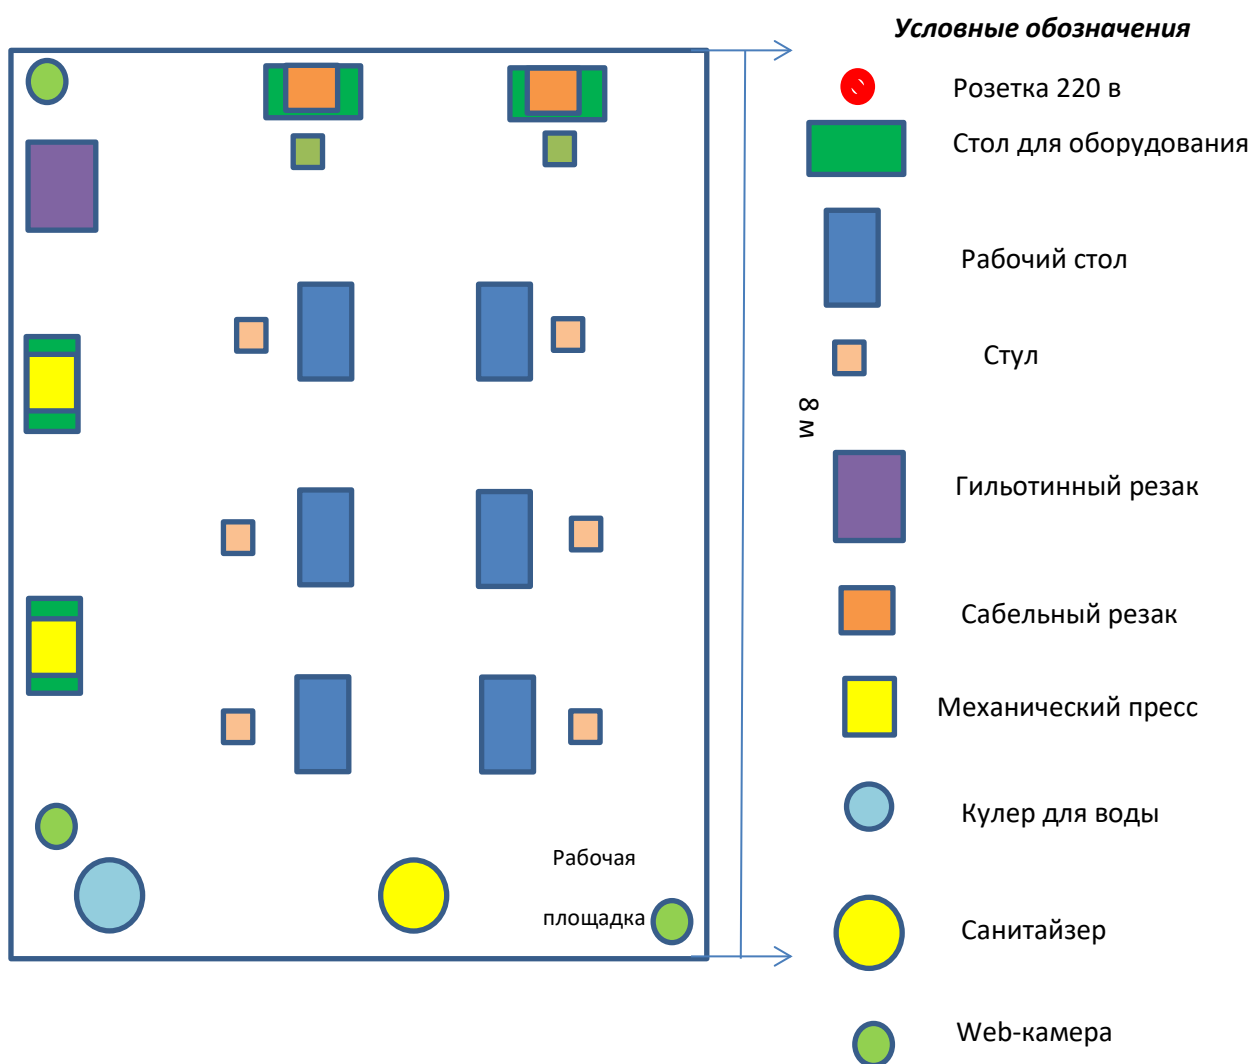 Условные обозначения
Розетка 220 в
Стол для оборудования
Рабочий стол
Стул
8 м
Гильотинный резак
Сабельный резак
Механический пресс
Кулер для воды
Рабочая
площадка
Санитайзер
Web-камера